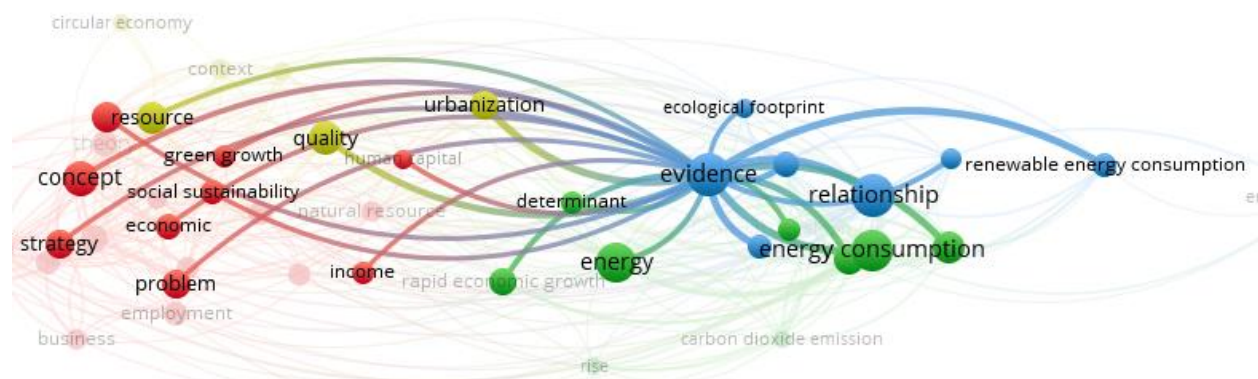 circular economy
context
urbanization
ecological footprint
resource
quality
theory
green growth
human capital
evidence
renewable energy consumption
concept
social sustainability
relationship
determinant
natural resource
economic
strategy
energy consumption
energy
income
rapid economic growth
problem
employment
business
carbon dioxide emission
rise